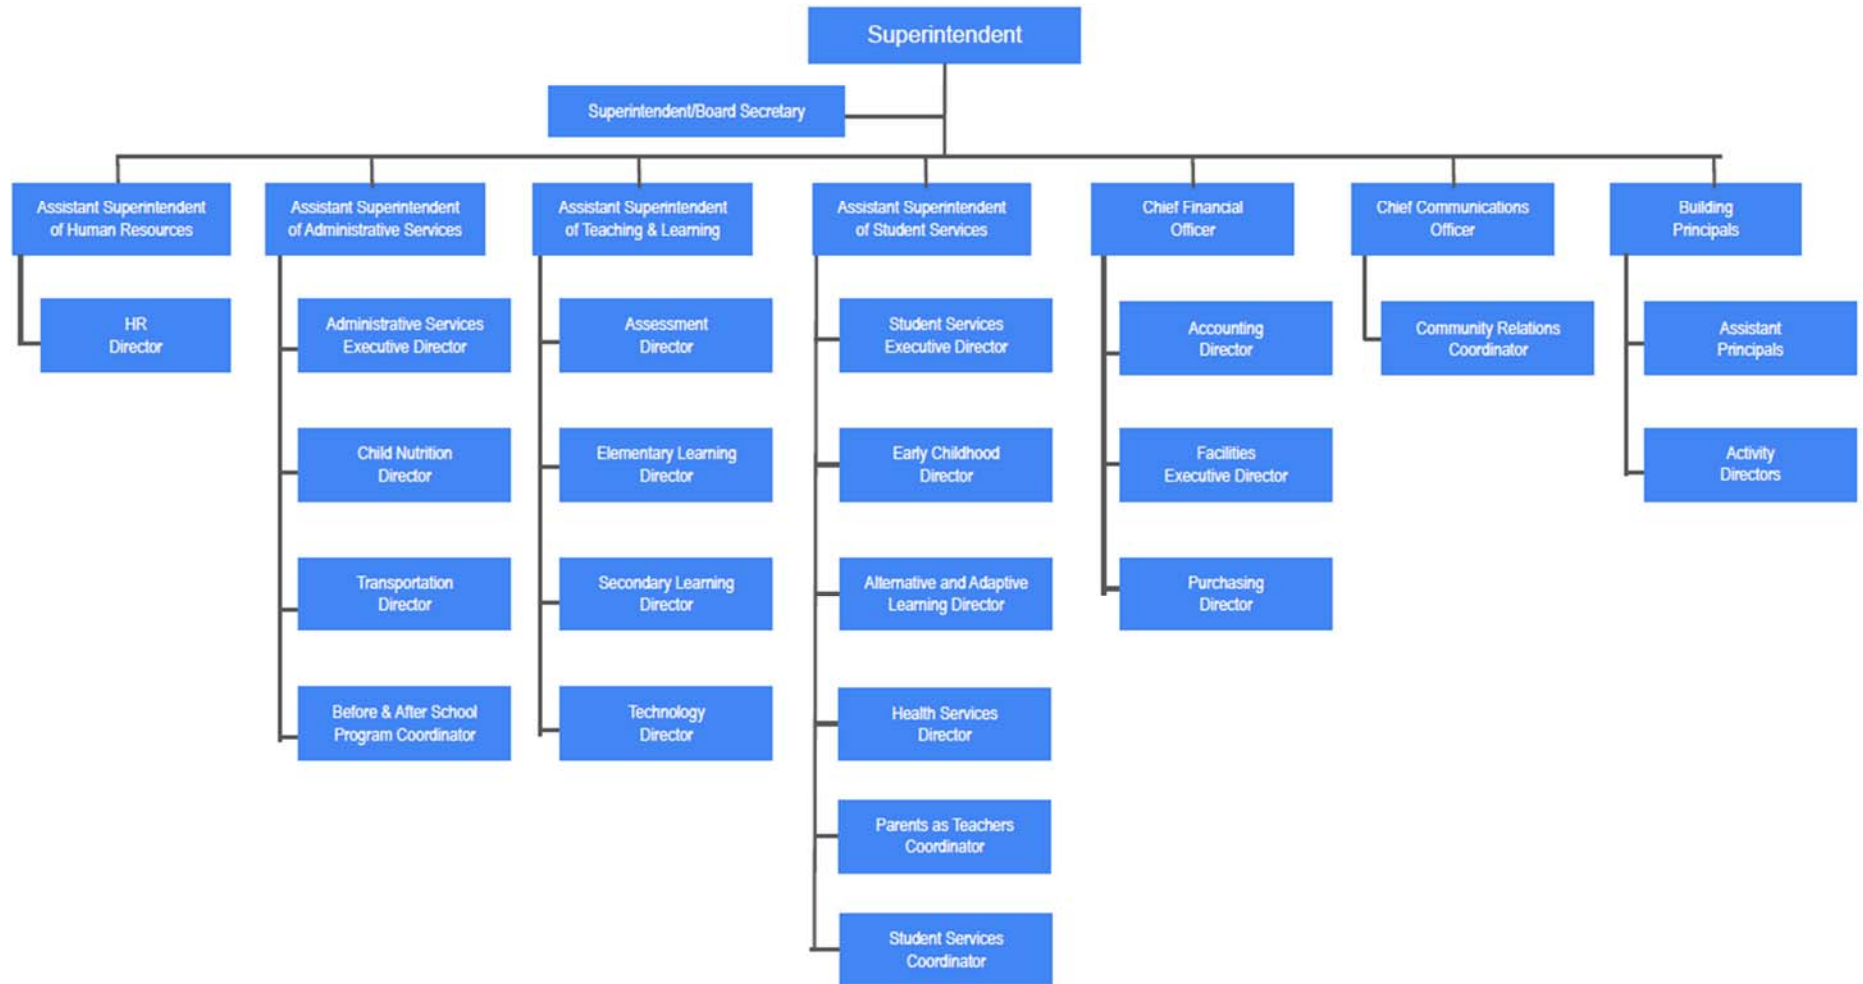 Superintendent
Superintendent/Board Secretary
Assistant Superintendent
of Human Resources
Assistant Superintendent
of Administrative Services
Assistant Superintendent
of Teaching & Learning
Assistant Superintendent
of Student Services
Chief Financial
Officer
Chief Communications
Officer
Building
Principals
HR
Director
Administrative Services
Executive Director
Assessment
Director
Student Services
Executive Director
Accounting
Director
Community Relations
Coordinator
Assistant
Principals
Child Nutrition
Director
Elementary Learning
Director
Early Childhood
Director
Facilities
Executive Director
Activity
Directors
Transportation
Director
Secondary Learning
Director
Alternative and Adaptive
Learning Director
Purchasing
Director
Before & After School
Program Coordinator
Technology
Director
Health Services
Director
Parents as Teachers
Coordinator
Student Services
Coordinator